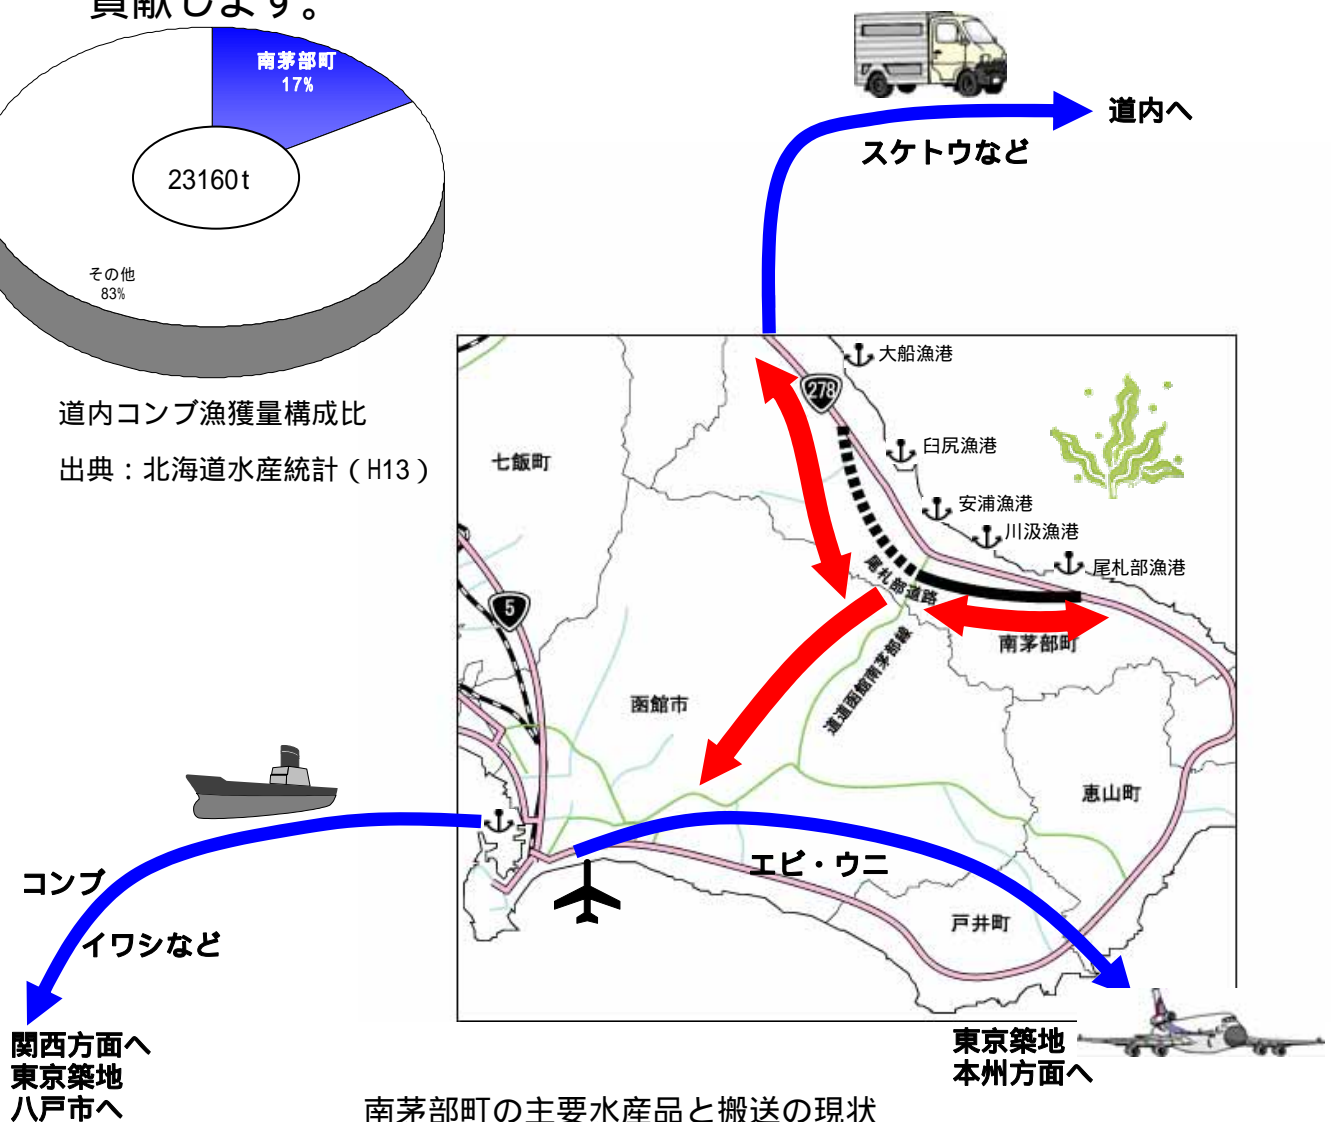 貢献します。
南茅部町
17%
23160t
その他
83%
道内コンブ漁獲量構成比
出典：北海道水産統計（H13）
道内へ
スケトウなど
大船漁港
278
臼尻漁港
七飯町
安浦漁港
川汲漁港
尾札部漁港
尾札部道路
5
南茅部町
道道函館南茅部線
函館市
恵山町
コンブ
エビ・ウニ
イワシなど
戸井町
関西方面へ
東京築地
八戸市へ
東京築地
本州方面へ
南茅部町の主要水産品と搬送の現状